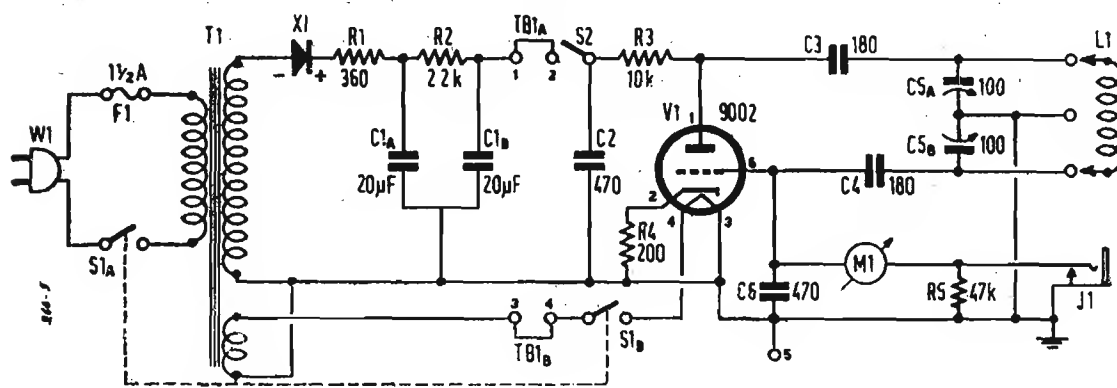 T1
X1
R1
360
R2
22k
TB1A
1
2
S2
R3
10k
C3
180
L1
1½A
F1
W1
- +
C5A
100
V1
9002
1
C1A
20µF
C1B
20µF
C2
470
C5B
100
6
C4
180
2
4
3
R4
200
S1A
M1
C6
470
R5
47k
J1
3
4
TB1B
S1B
5